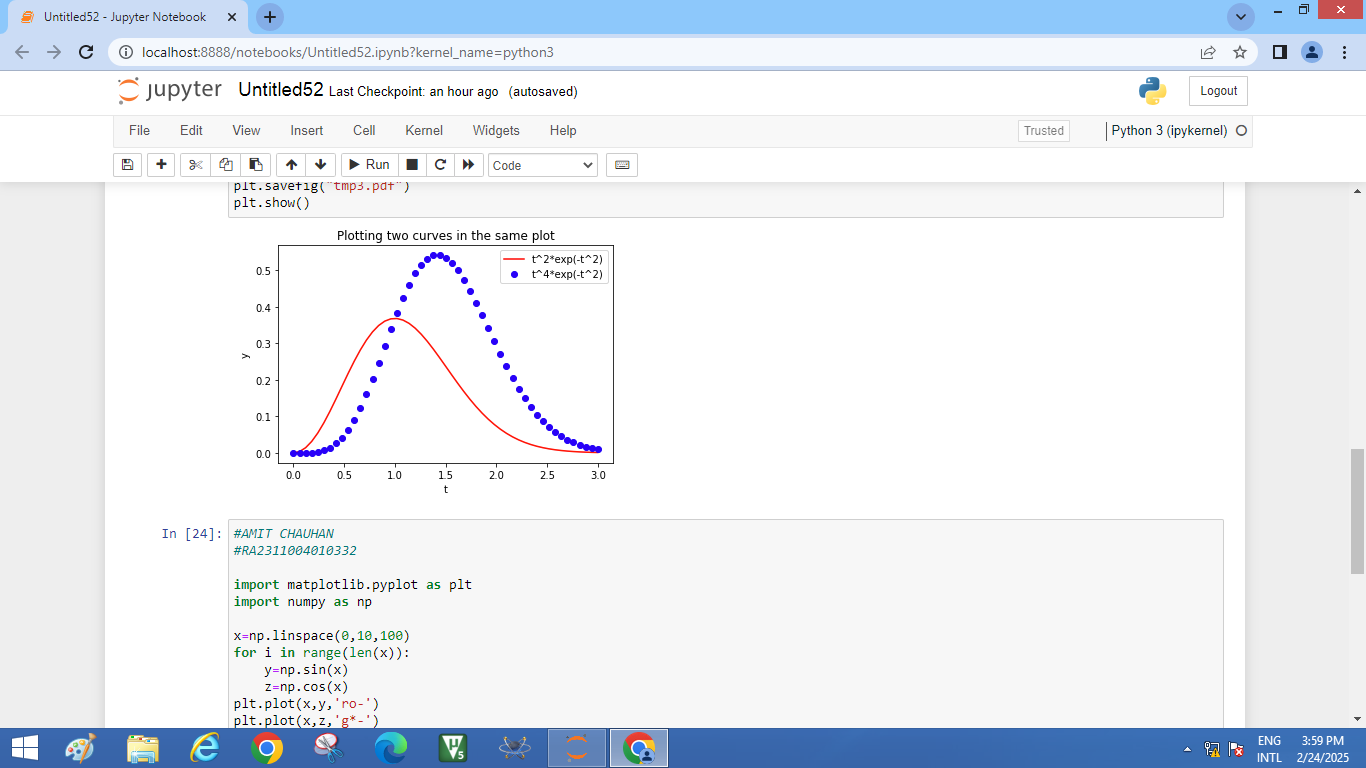 Untitled52 - Jupyter Notebook
localhost:8888/notebooks/Untitled52.ipynb?kernel_name=python3
jupyter Untitled52 Last Checkpoint: an hour ago (autosaved)
Logout
File Edit View Insert Cell Kernel Widgets Help
Trusted
Python 3 (ipykernel)
Run
Code
plt.savefig("tmp3.pdf")
plt.show()
Plotting two curves in the same plot
t^2*exp(-t^2)
t^4*exp(-t^2)
0.5
0.4
0.3
0.2
0.1
0.0
y
0.0 0.5 1.0 1.5 2.0 2.5 3.0
t
In [24]:
#AMIT CHAUHAN
#RA2311004010332
import matplotlib.pyplot as plt
import numpy as np
x=np.linspace(0,10,100)
for i in range(len(x)):
    y=np.sin(x)
    z=np.cos(x)
plt.plot(x,y,'ro-')
plt.plot(x,z,'g*-')
5
ENG
INTL
3:59 PM
2/24/2025